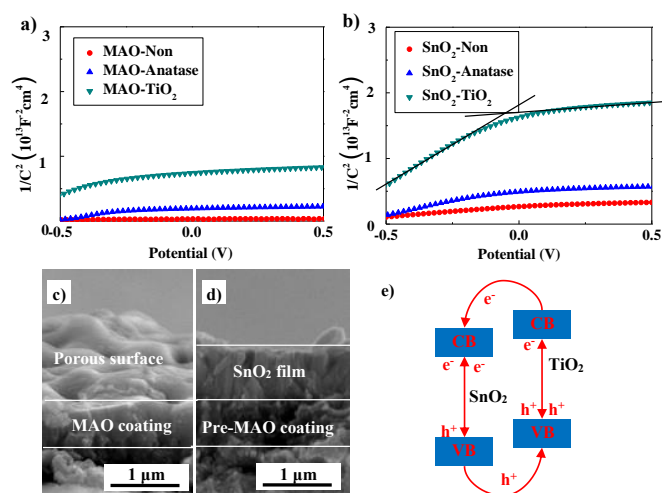 a)
MAO-Non
MAO-Anatase
MAO-TiO2
1/C2 (1013F-2cm4)
3
2
1
0
-0.5
0.0
0.5
Potential (V)
b)
SnO2-Non
SnO2-Anatase
SnO2-TiO2
1/C2 (1013F-2cm4)
3
2
1
0
-0.5
0.0
0.5
Potential (V)
c)
Porous surface
MAO coating
1 μm
d)
SnO2 film
Pre-MAO coating
1 μm
e)
e-
CB
CB
e-
e-
e-
TiO2
SnO2
h+
h+
h+
VB
VB
h+